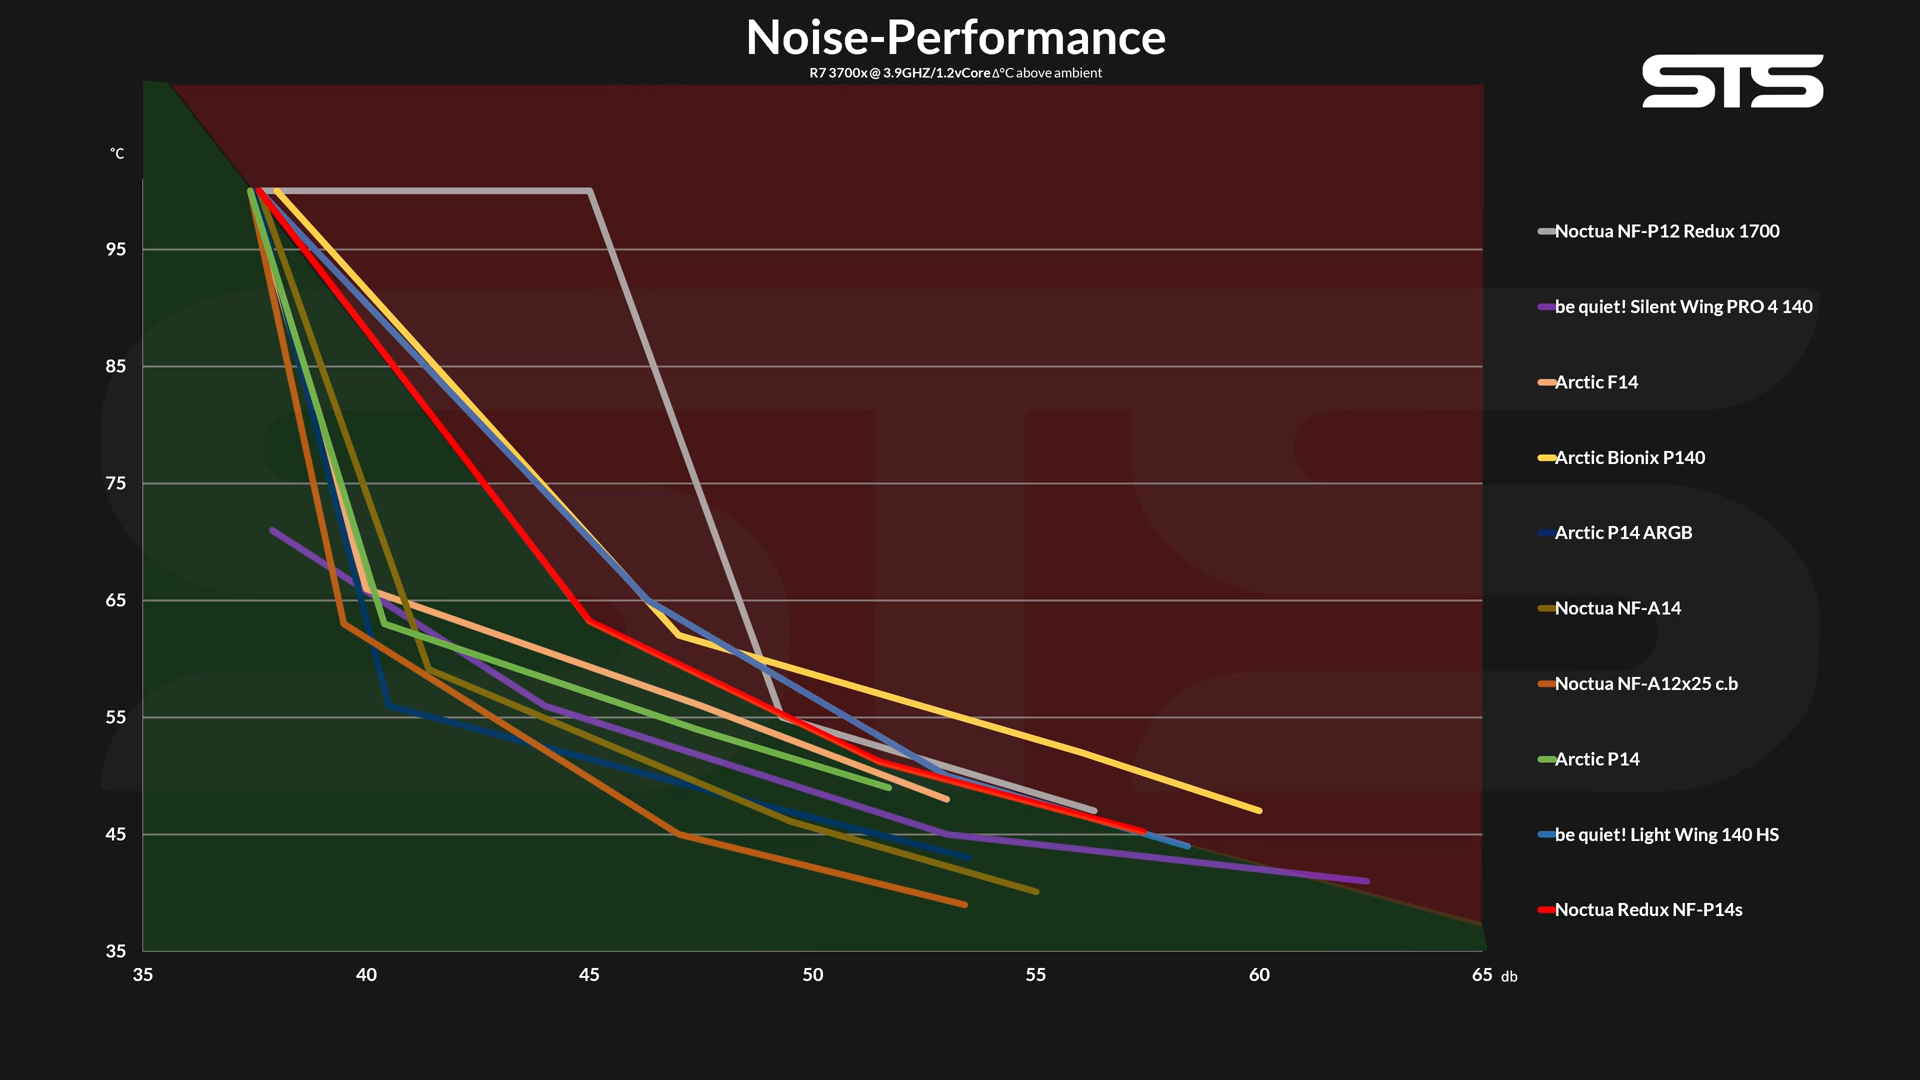 Noise-Performance
R7 3700x @ 3.9GHZ/1.2vCore Δ°C above ambient
STS
°C
95
85
75
65
55
45
35
35 40 45 50 55 60 65 db
Noctua NF-P12 Redux 1700
be quiet! Silent Wing PRO 4 140
Arctic F14
Arctic Bionix P140
Arctic P14 ARGB
Noctua NF-A14
Noctua NF-A12x25 c.b
Arctic P14
be quiet! Light Wing 140 HS
Noctua Redux NF-P14s